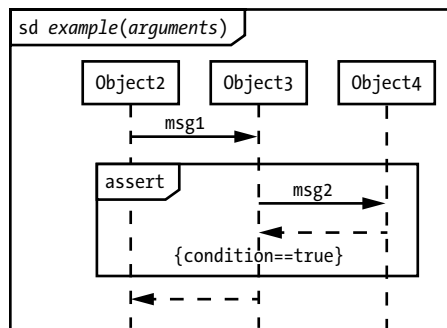 sd example(arguments)
Object2 Object3 Object4
msg1
assert
msg2
{condition==true}